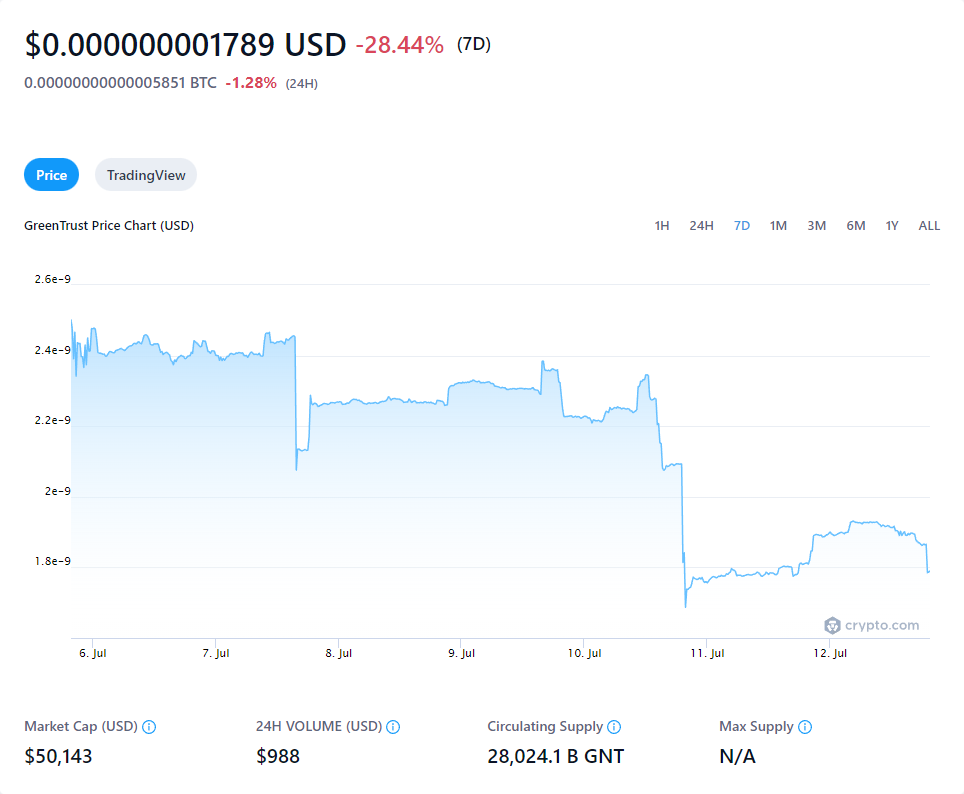 $0.000000001789 USD -28.44% (7D)
0.00000000000005851 BTC -1.28% (24H)
Price TradingView
GreenTrust Price Chart (USD) 1H 24H 7D 1M 3M 6M 1Y ALL
2.6e-9
2.4e-9
2.2e-9
2e-9
1.8e-9
crypto.com
6. Jul 7. Jul 8. Jul 9. Jul 10. Jul 11. Jul 12. Jul
Market Cap (USD) 24H VOLUME (USD) Circulating Supply Max Supply
$50,143 $988 28,024.1 B GNT N/A